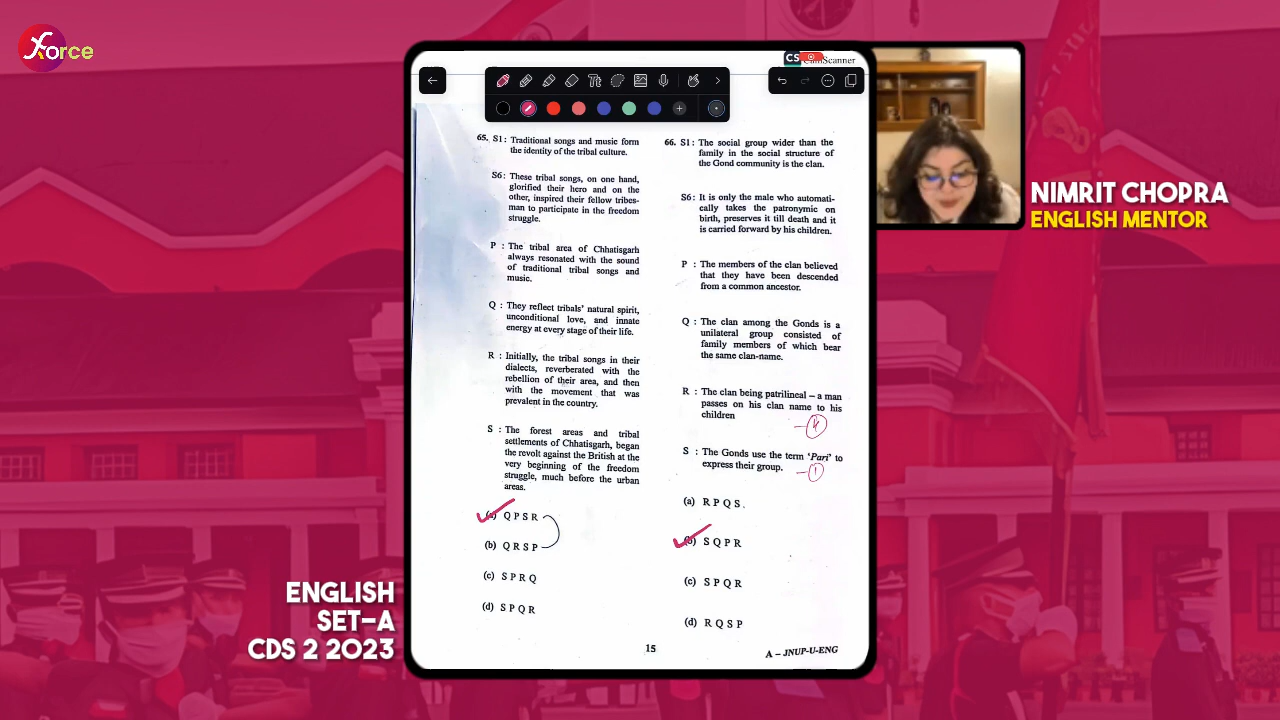 force
CS CamScanner
65. S1: Traditional songs and music form
the identity of the tribal culture.
S6: These tribal songs, on one hand,
glorified their hero and on the
other, inspired their fellow tribes-
man to participate in the freedom
struggle.
P : The tribal area of Chhatisgarh
always resonated with the sound
of traditional tribal songs and
music.
Q : They reflect tribals' natural spirit,
unconditional love, and innate
energy at every stage of their life.
R : Initially, the tribal songs in their
dialects, reverberated with the
rebellion of their area, and then
with the movement that was
prevalent in the country.
S : The forest areas and tribal
settlements of Chhatisgarh, began
the revolt against the British at the
very beginning of the freedom
struggle, much before the urban
areas.
(a) Q P S R
(b) Q R S P
(c) S P R Q
(d) S P Q R
66. S1: The social group wider than the
family in the social structure of
the Gond community is the clan.
S6: It is only the male who automati-
cally takes the patronymic on
birth, preserves it till death and it
is carried forward by his children.
P : The members of the clan believed
that they have been descended
from a common ancestor.
Q : The clan among the Gonds is a
unilateral group consisted of
family members of which bear
the same clan-name.
R : The clan being patrilineal – a man
passes on his clan name to his
children
– 4
S : The Gonds use the term 'Pari' to
express their group.
– 1
(a) R P Q S .
(b) S Q P R
(c) S P Q R
(d) R Q S P
15
A – JNUP-U-ENG
NIMRIT CHOPRA
ENGLISH MENTOR
ENGLISH
SET-A
CDS 2 2023